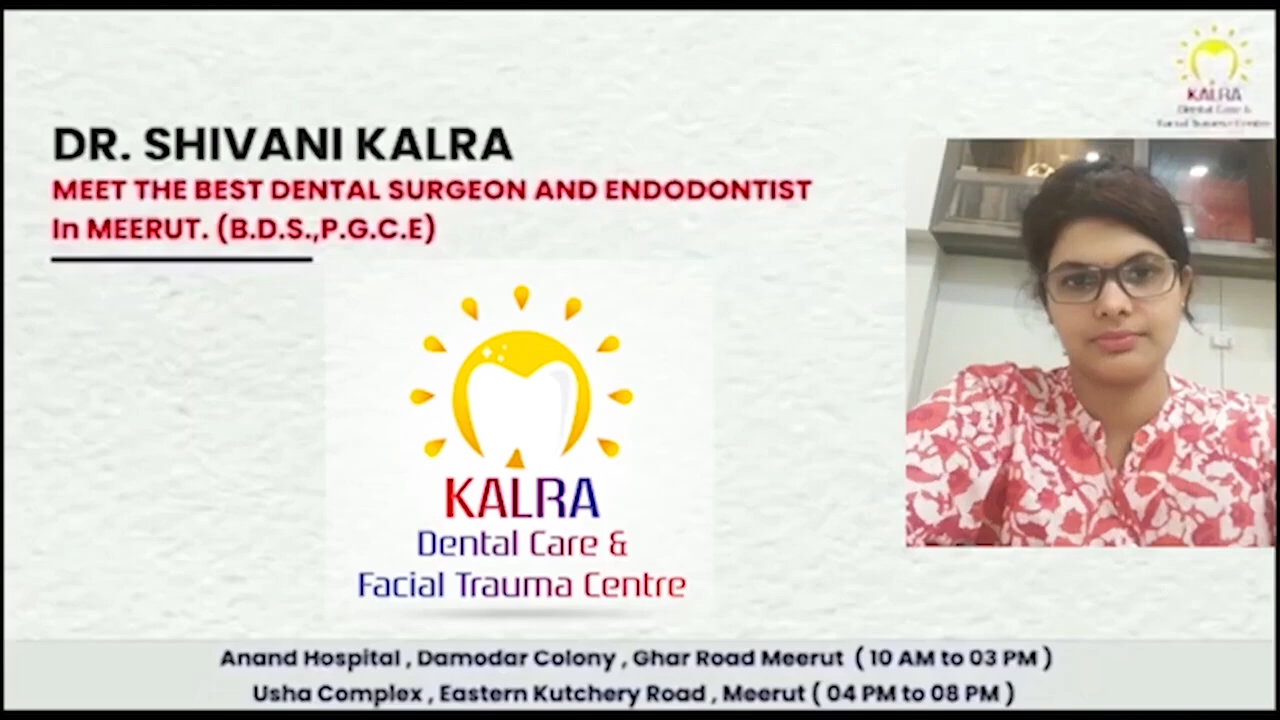 KALRA
Dental Care &
Facial Trauma Centre
DR. SHIVANI KALRA
MEET THE BEST DENTAL SURGEON AND ENDODONTIST
In MEERUT. (B.D.S.,P.G.C.E)
KALRA
Dental Care &
Facial Trauma Centre
Anand Hospital , Damodar Colony , Ghar Road Meerut ( 10 AM to 03 PM )
Usha Complex , Eastern Kutchery Road , Meerut ( 04 PM to 08 PM )